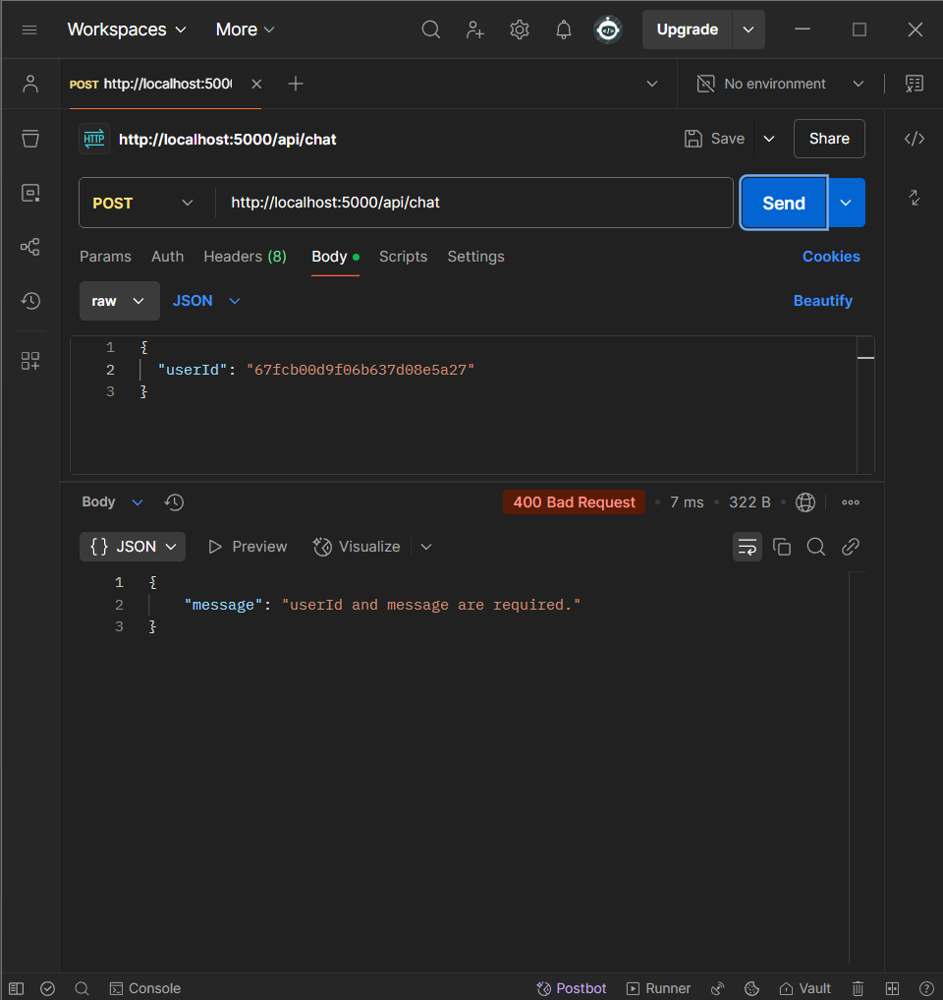 Workspaces More Upgrade
POST http://localhost:500 No environment
HTTP http://localhost:5000/api/chat Save Share
POST http://localhost:5000/api/chat Send
Params Auth Headers (8) Body Scripts Settings Cookies
raw JSON Beautify
1 {
2 "userId": "67fcb00d9f06b637d08e5a27"
3 }
Body 400 Bad Request • 7 ms • 322 B •
{} JSON Preview Visualize
1 {
2 "message": "userId and message are required."
3 }
Console Postbot Runner Vault